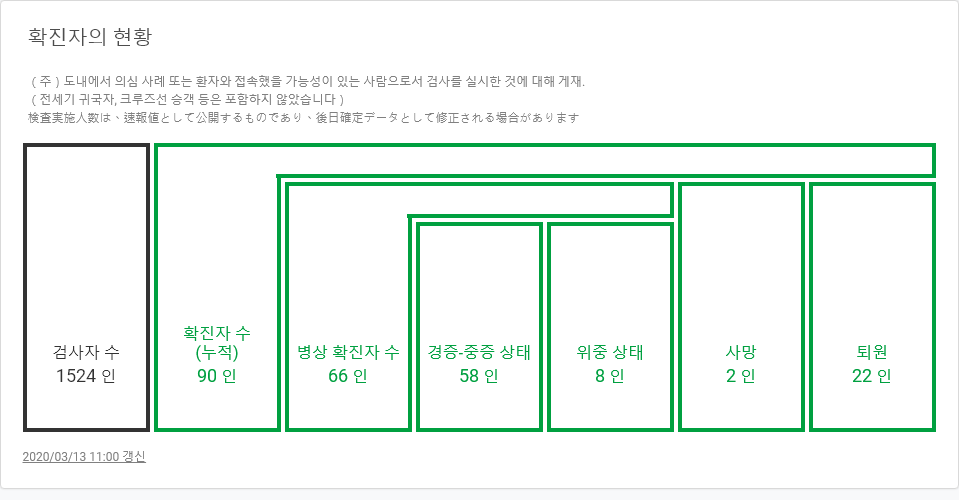 확진자의 현황
( 주 ) 도내에서 의심 사례 또는 환자와 접속했을 가능성이 있는 사람으로서 검사를 실시한 것에 대해 게재.
( 전세기 귀국자, 크루즈선 승객 등은 포함하지 않았습니다 )
検査実施人数は、速報値として公開するものであり、後日確定データとして修正される場合があります
검사자 수
1524 인
확진자 수
(누적)
90 인
병상 확진자 수
66 인
경증-중증 상태
58 인
위중 상태
8 인
사망
2 인
퇴원
22 인
2020/03/13 11:00 갱신